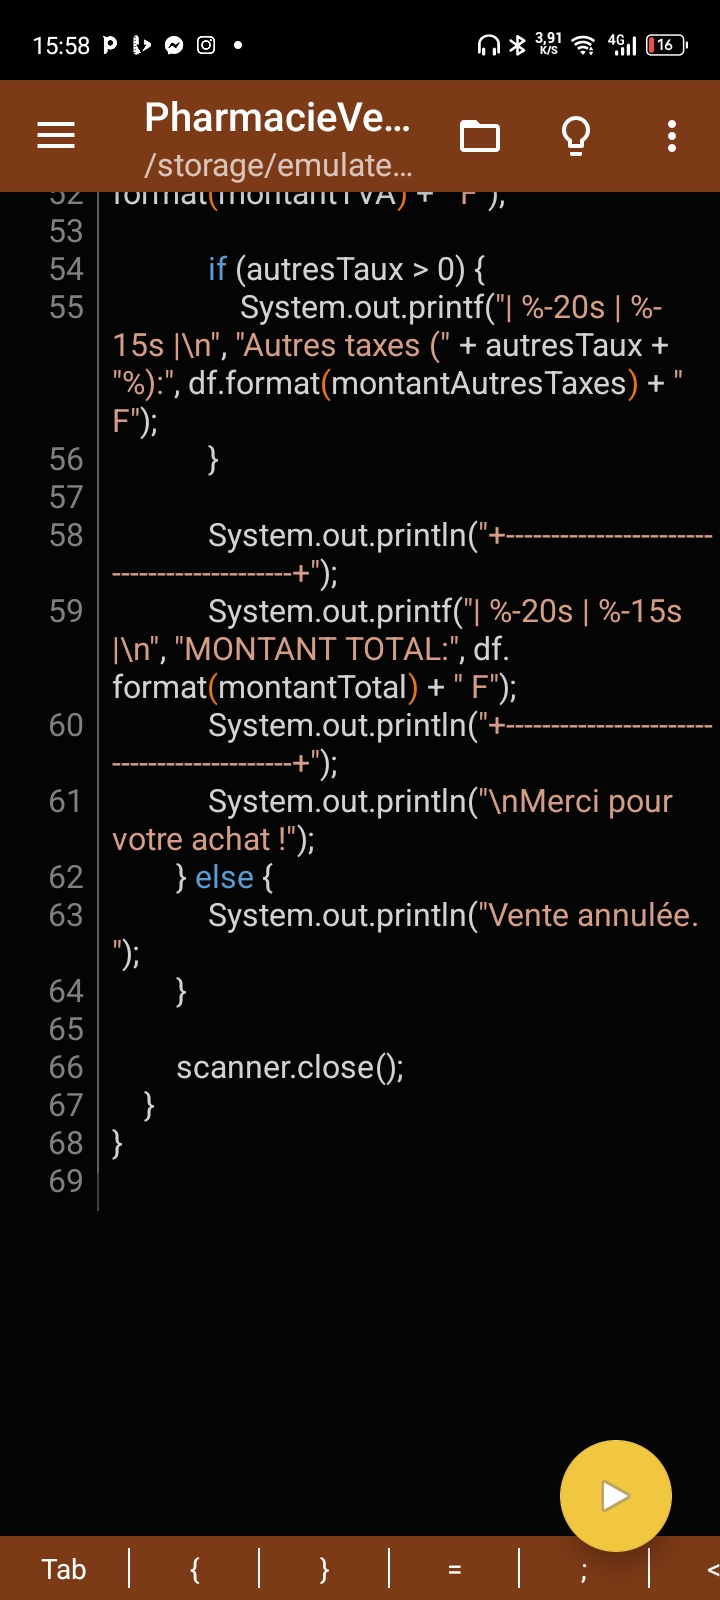 15:58
3,91
K/S
4G
16
PharmacieVe...
/storage/emulate...
52 format(montantTVA) + " F");
53
54 if (autresTaux > 0) {
55 System.out.printf("| %-20s | %-
15s |\n", "Autres taxes (" + autresTaux +
"%):", df.format(montantAutresTaxes) + "
F");
56 }
57
58 System.out.println("+-----------------------
--------------------+");
59 System.out.printf("| %-20s | %-15s
|\n", "MONTANT TOTAL:", df.
format(montantTotal) + " F");
60 System.out.println("+-----------------------
--------------------+");
61 System.out.println("\nMerci pour
votre achat !");
62 } else {
63 System.out.println("Vente annulée.
");
64 }
65
66 scanner.close();
67 }
68 }
69
Tab { } = ; <